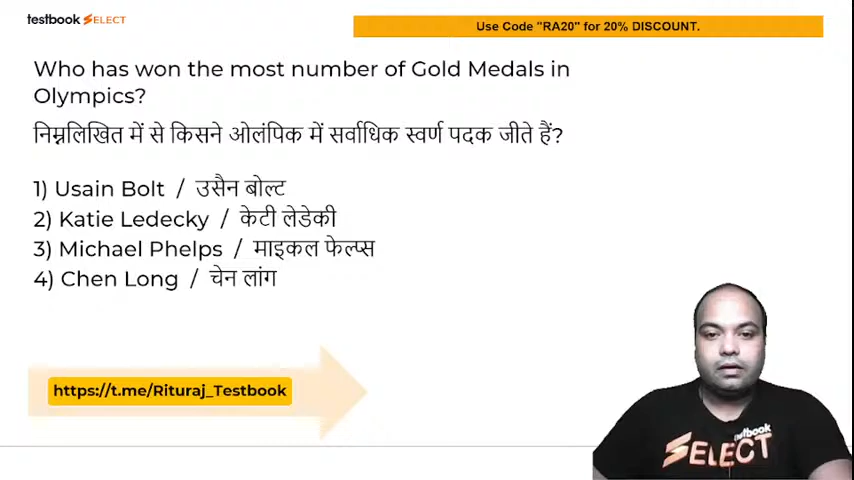 testbook SELECT
Use Code "RA20" for 20% DISCOUNT.
Who has won the most number of Gold Medals in
Olympics?
निम्नलिखित में से किसने ओलंपिक में सर्वाधिक स्वर्ण पदक जीते हैं?
1) Usain Bolt / उसैन बोल्ट
2) Katie Ledecky / केटी लेडेकी
3) Michael Phelps / माइकल फेल्प्स
4) Chen Long / चेन लांग
https://t.me/Rituraj_Testbook
testbook
SELECT